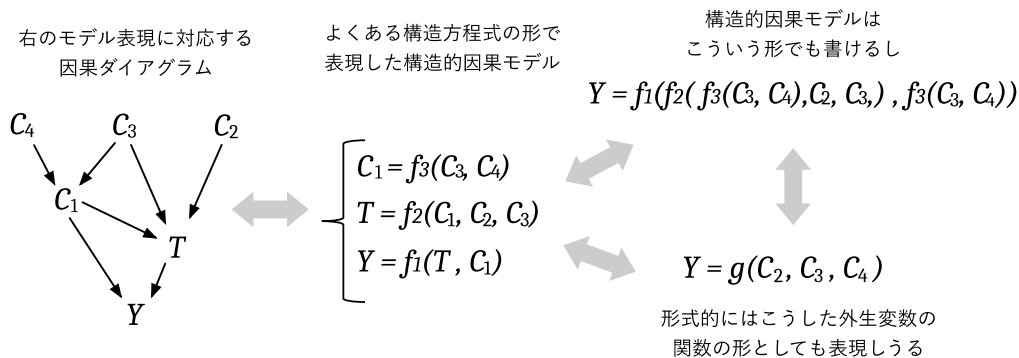 右のモデル表現に対応する
因果ダイアグラム
C4 C3 C2
C1
T
Y
よくある構造方程式の形で
表現した構造的因果モデル
C1 = f3(C3, C4)
T = f2(C1, C2, C3)
Y = f1(T , C1)
構造的因果モデルは
こういう形でも書けるし
Y = f1(f2( f3(C3, C4),C2, C3,) , f3(C3, C4))
Y = g(C2 , C3 , C4 )
形式的にはこうした外生変数の
関数の形としても表現しうる